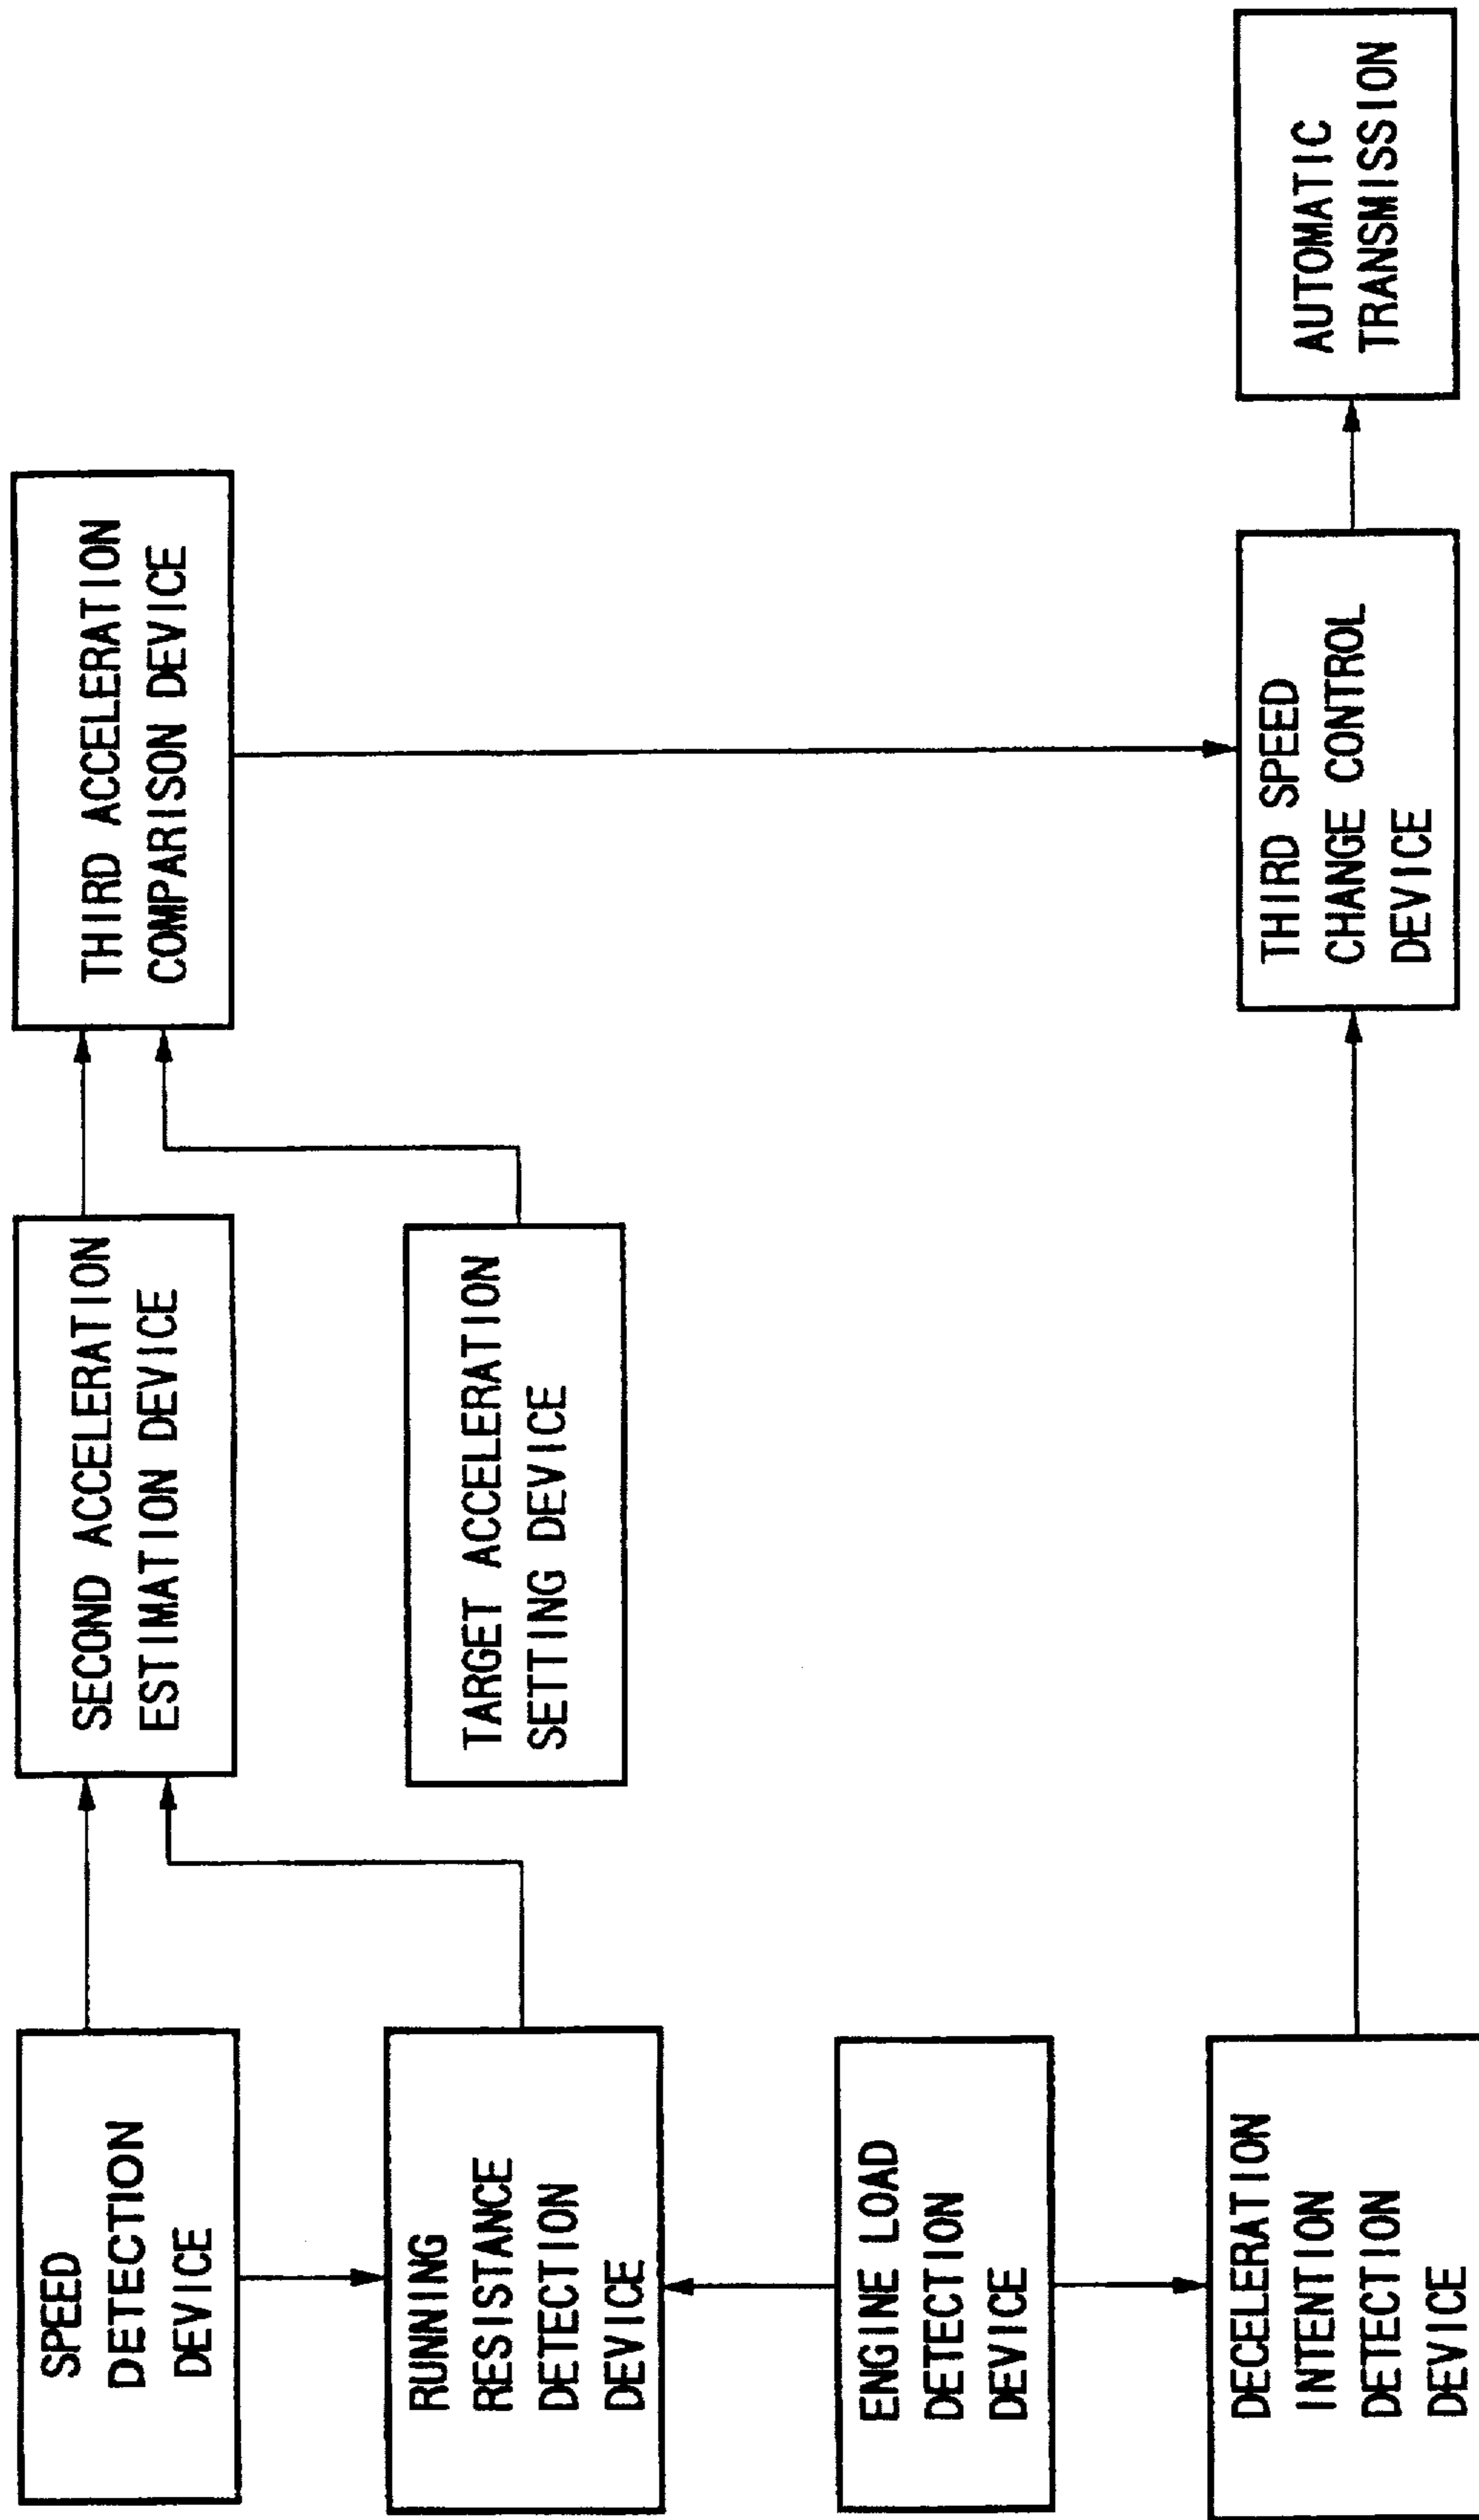 SPEED
DETECTION
DEVICE
SECOND ACCELERATION
ESTIMATION DEVICE
THIRD ACCELERATION
COMPARISON DEVICE
RUNNING
RESISTANCE
DETECTION
DEVICE
TARGET ACCELERATION
SETTING DEVICE
ENGINE LOAD
DETECTION
DEVICE
DECELERATION
INTENTION
DETECTION
DEVICE
THIRD SPEED
CHANGE CONTROL
DEVICE
AUTOMATIC
TRANSMISSION